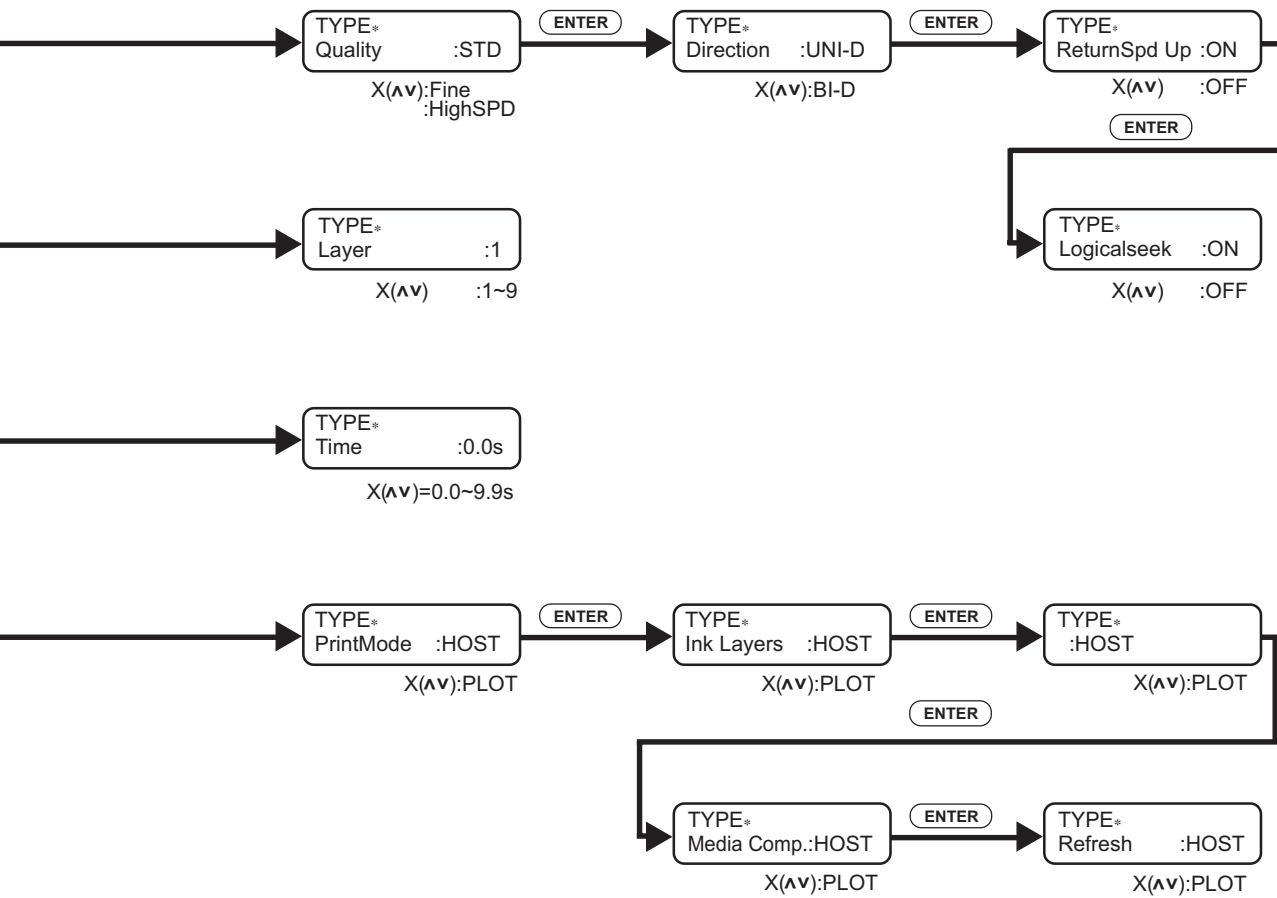 TYPE*
Quality :STD
X(∧∨):Fine
:HighSPD
ENTER
TYPE*
Direction :UNI-D
X(∧∨):BI-D
ENTER
TYPE*
ReturnSpd Up :ON
X(∧∨) :OFF
ENTER
TYPE*
Logicalseek :ON
X(∧∨) :OFF
TYPE*
Layer :1
X(∧∨) :1~9
TYPE*
Time :0.0s
X(∧∨)=0.0~9.9s
TYPE*
PrintMode :HOST
X(∧∨):PLOT
ENTER
TYPE*
Ink Layers :HOST
X(∧∨):PLOT
ENTER
TYPE*
:HOST
X(∧∨):PLOT
ENTER
TYPE*
Media Comp.:HOST
X(∧∨):PLOT
ENTER
TYPE*
Refresh :HOST
X(∧∨):PLOT